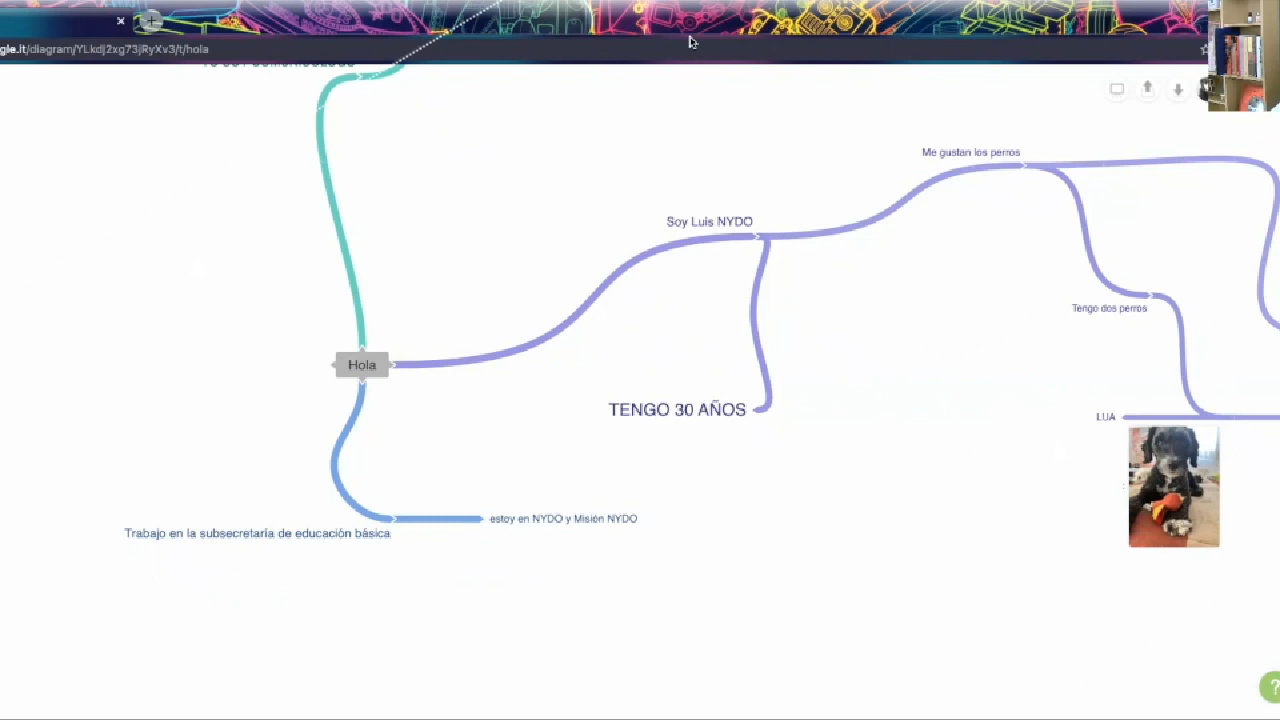 gle.it/diagram/YLkdj2xg73jRyXv3/t/hola
Me gustan los perros
Soy Luis NYDO
Tengo dos perros
Hola
TENGO 30 AÑOS
LUA
estoy en NYDO y Misión NYDO
Trabajo en la subsecretaría de educación básica
?